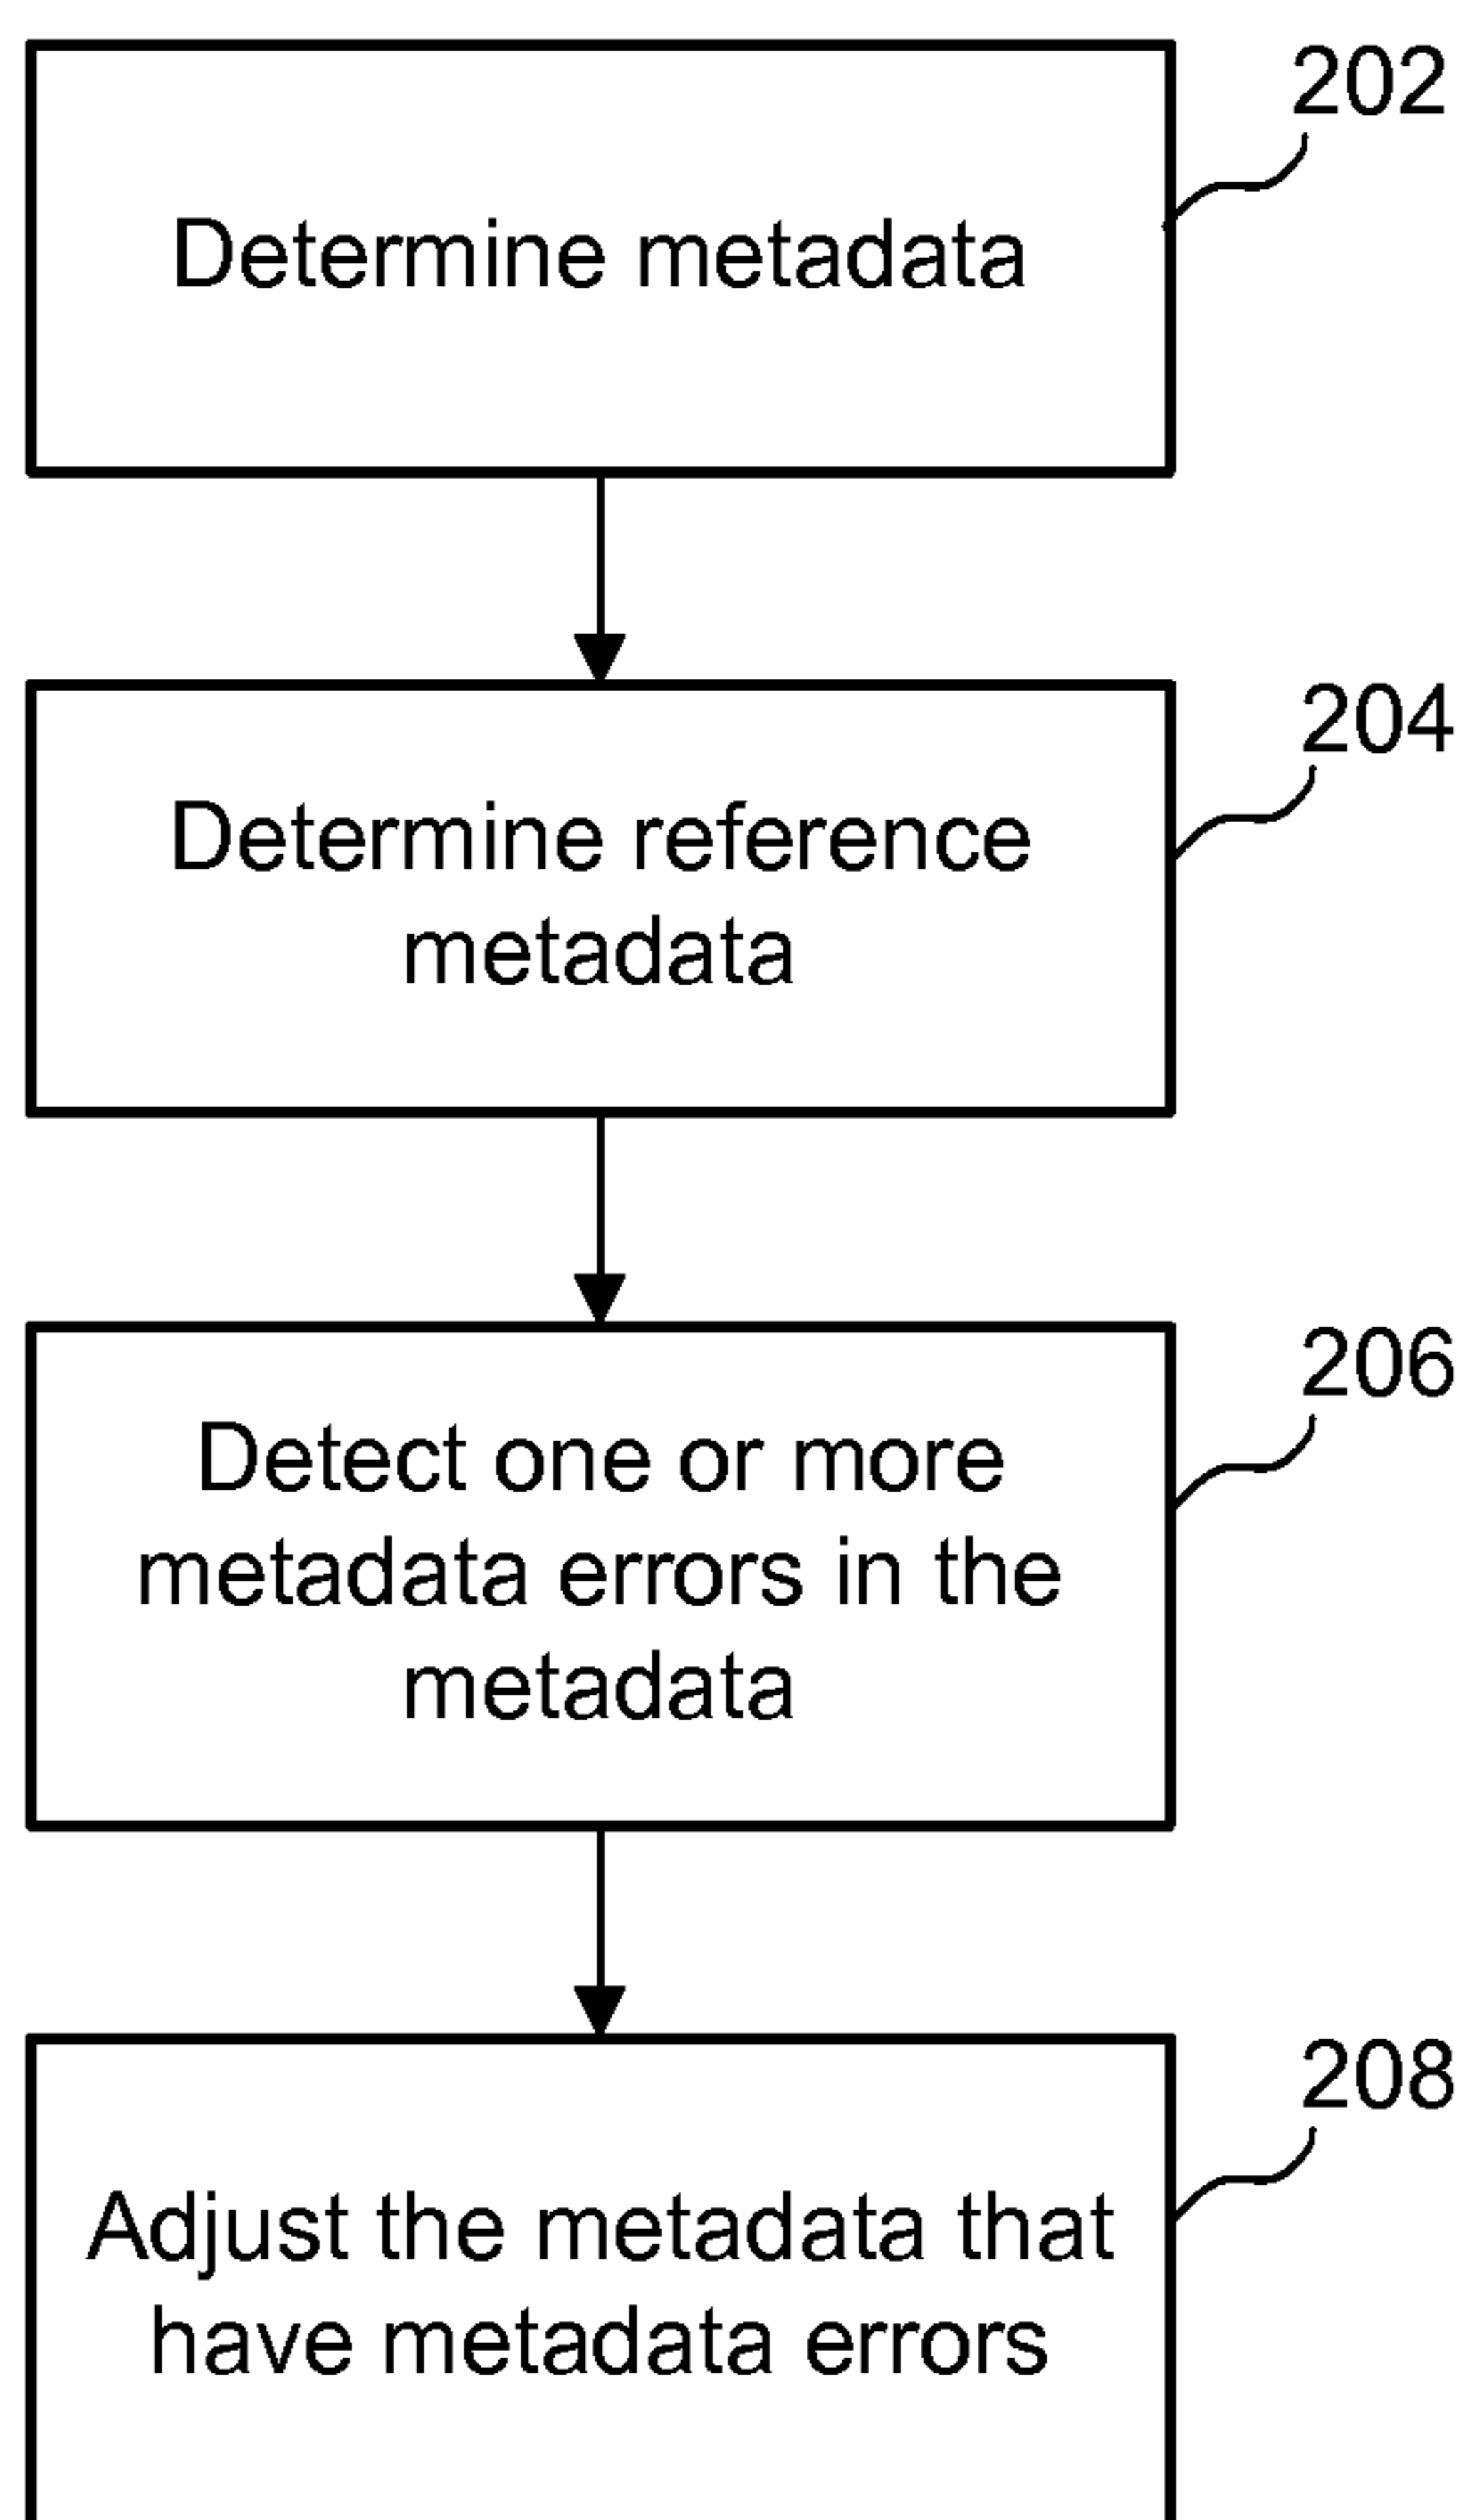 202
Determine metadata
204
Determine reference
metadata
206
Detect one or more
metadata errors in the
metadata
208
Adjust the metadata that
have metadata errors